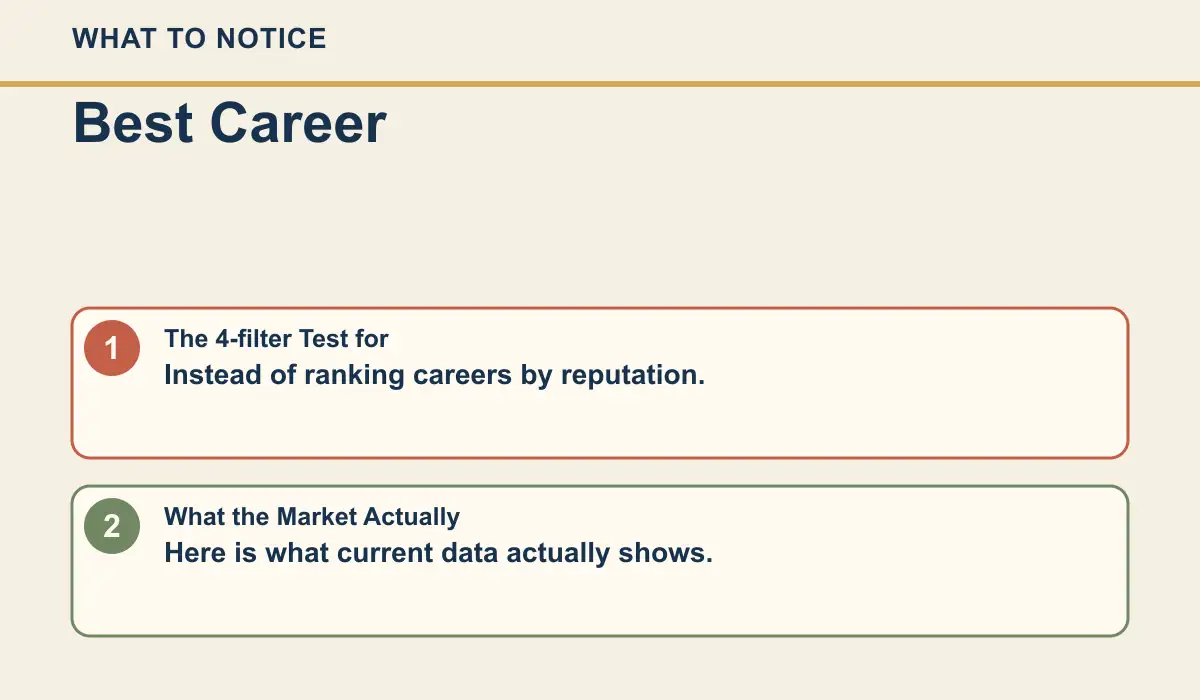 WHAT TO NOTICE
Best Career
1
The 4-filter Test for
Instead of ranking careers by reputation.
2
What the Market Actually
Here is what current data actually shows.